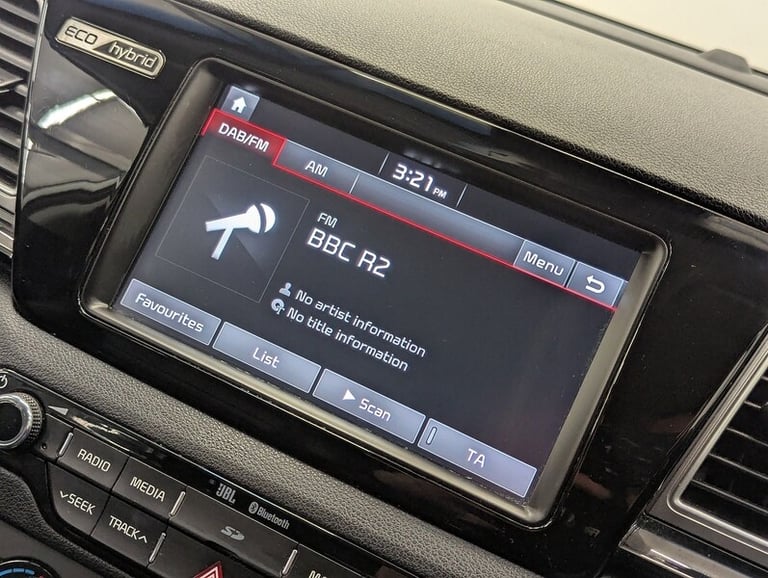 eco hybrid
DAB/FM
AM
3:21 PM
Menu
FM
BBC R2
No artist information
No title information
Favourites
List
Scan
TA
RADIO
MEDIA
SEEK
TRACK
JBL
SD
Bluetooth